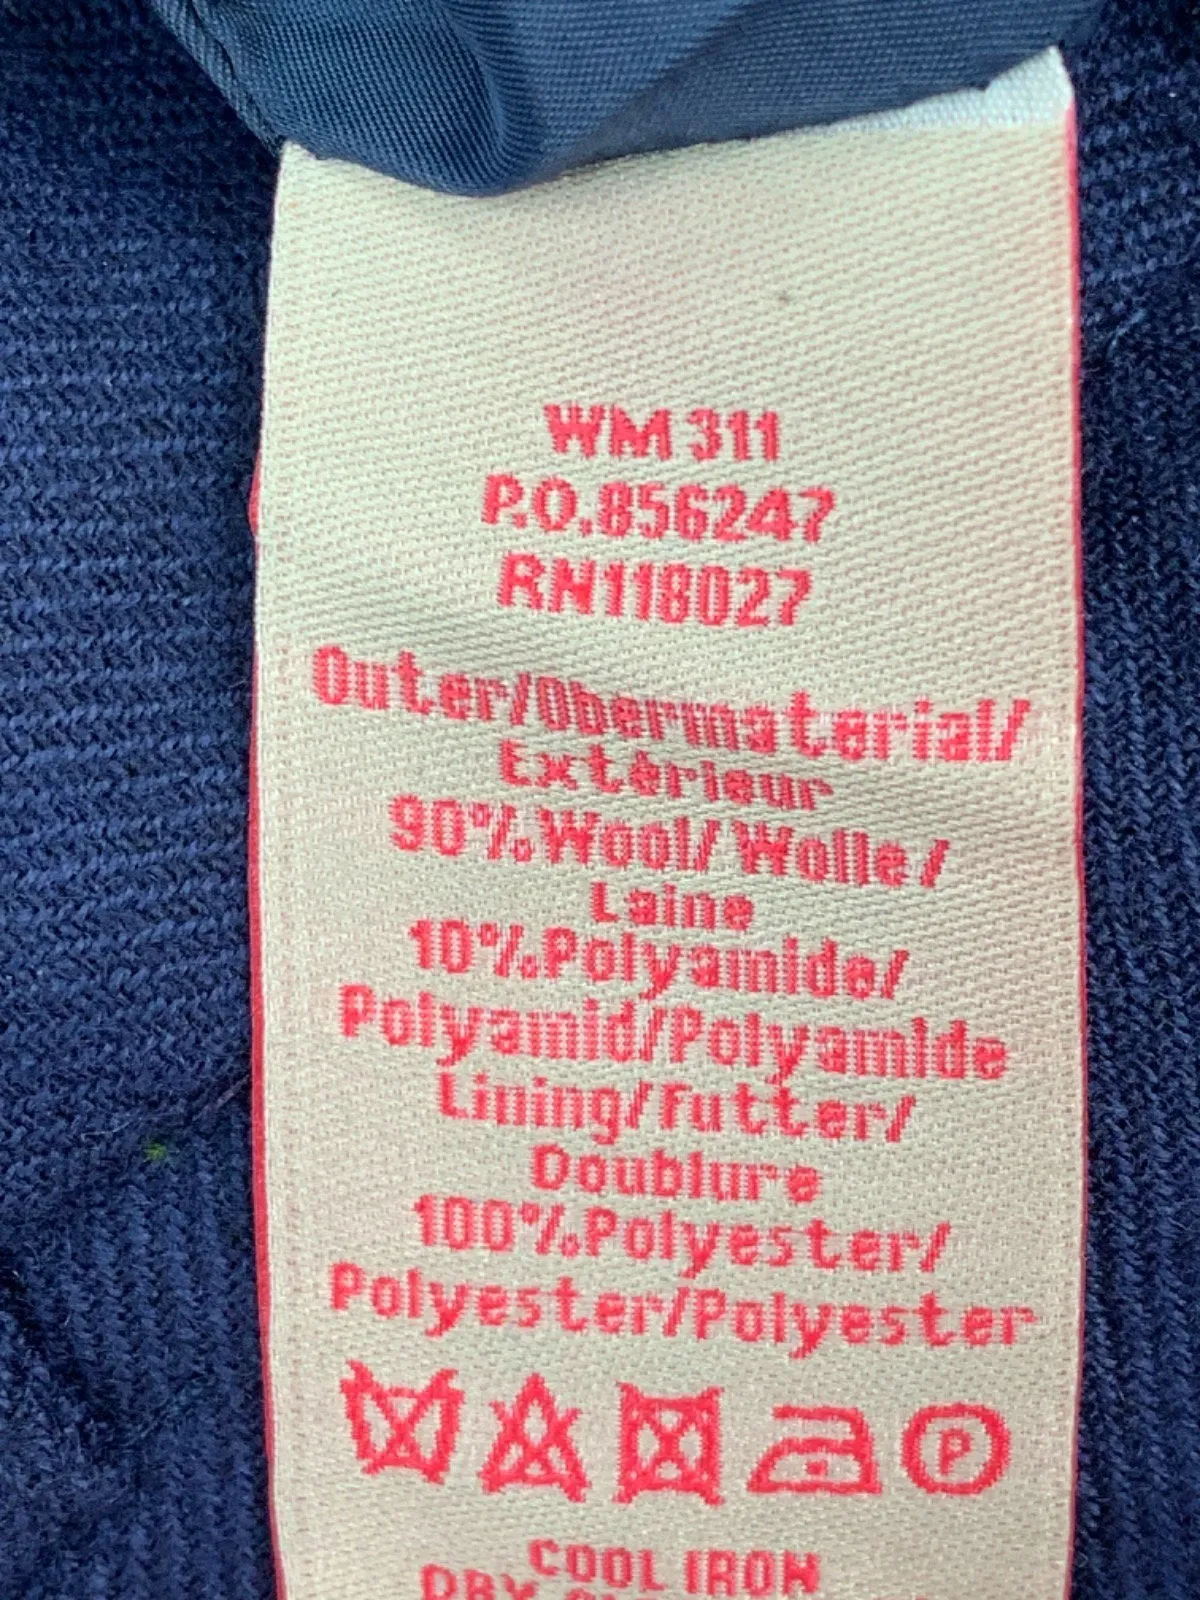 WM 311
P.O.856247
RN118027
Outer/Obermaterial/
Extérieur
90% Wool/Wolle/
Laine
10% Polyamide/
Polyamid/Polyamide
Lining/Futter/
Doublure
100% Polyester/
Polyester/Polyester
P
COOL IRON
DRY